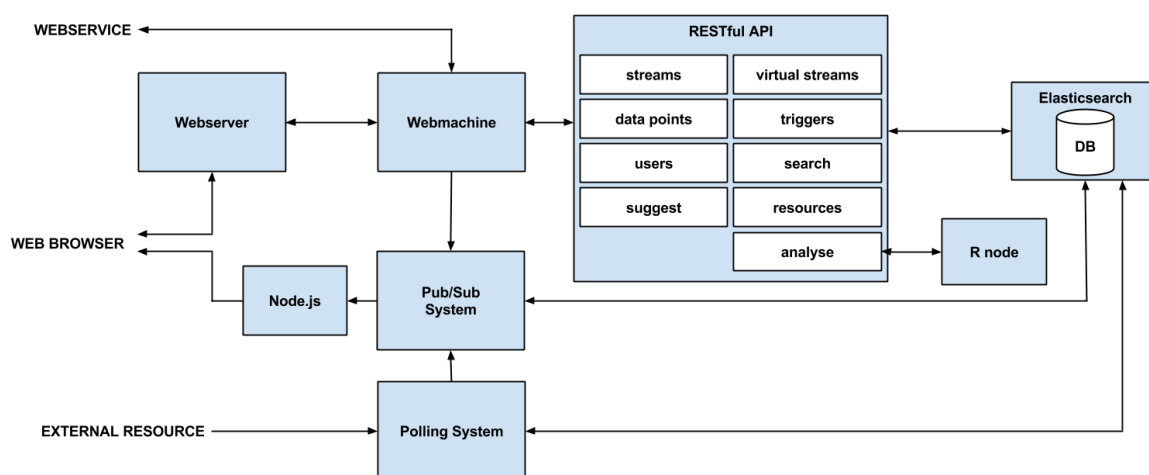 WEBSERVICE
RESTful API
streams
virtual streams
Webserver
Webmachine
data points
triggers
Elasticsearch
DB
users
search
suggest
resources
WEB BROWSER
analyse
R node
Node.js
Pub/Sub
System
EXTERNAL RESOURCE
Polling System